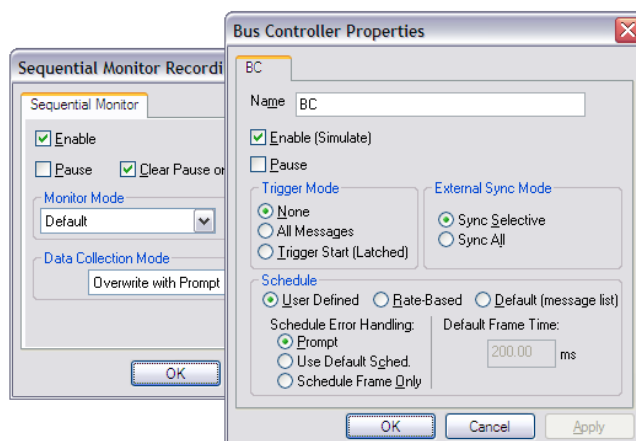 Sequential Monitor Recordi
Sequential Monitor
Enable
Pause
Clear Pause or
Monitor Mode
Default
Data Collection Mode
Overwrite with Prompt
OK
Bus Controller Properties
BC
Name BC
Enable (Simulate)
Pause
Trigger Mode
None
All Messages
Trigger Start (Latched)
External Sync Mode
Sync Selective
Sync All
Schedule
User Defined Rate-Based Default (message list)
Schedule Error Handling:
Prompt
Use Default Sched.
Schedule Frame Only
Default Frame Time:
200.00 ms
OK Cancel Apply